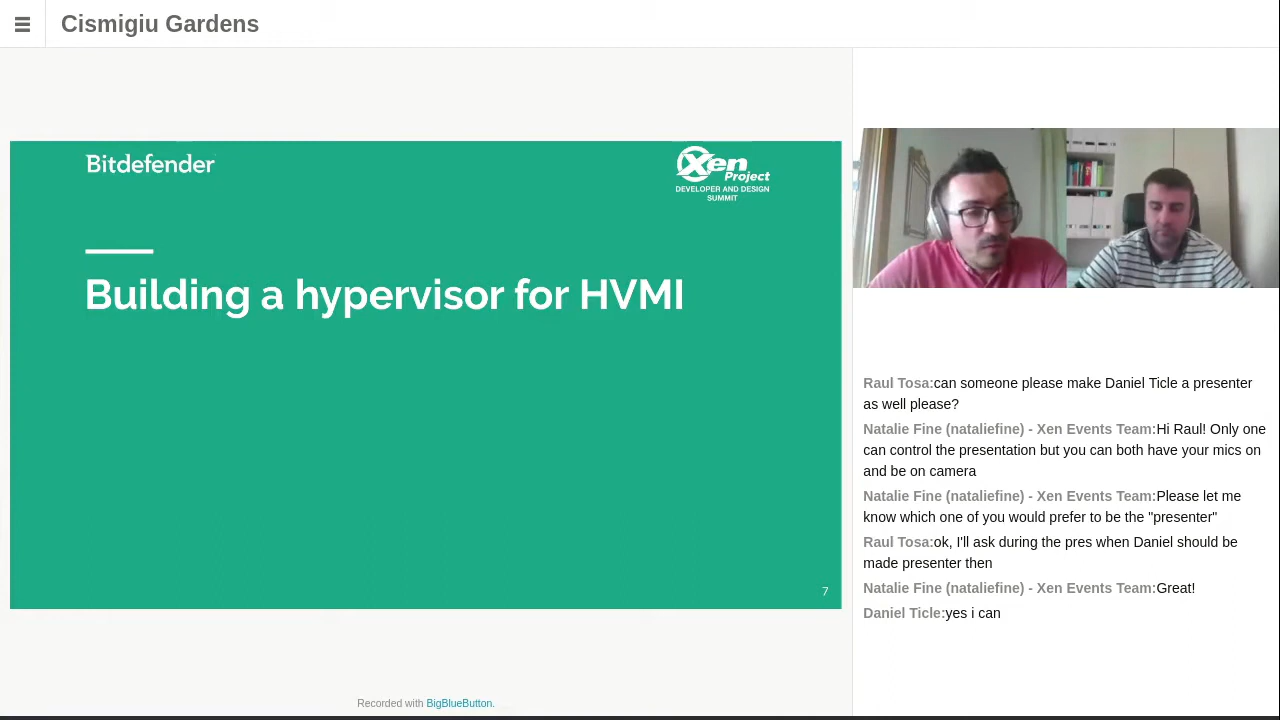 Cismigiu Gardens
Bitdefender
Xen
Project
DEVELOPER AND DESIGN
SUMMIT
Building a hypervisor for HVMI
7
Raul Tosa:can someone please make Daniel Ticle a presenter
as well please?
Natalie Fine (nataliefine) - Xen Events Team:Hi Raul! Only one
can control the presentation but you can both have your mics on
and be on camera
Natalie Fine (nataliefine) - Xen Events Team:Please let me
know which one of you would prefer to be the "presenter"
Raul Tosa:ok, I'll ask during the pres when Daniel should be
made presenter then
Natalie Fine (nataliefine) - Xen Events Team:Great!
Daniel Ticle:yes i can
Recorded with BigBlueButton.